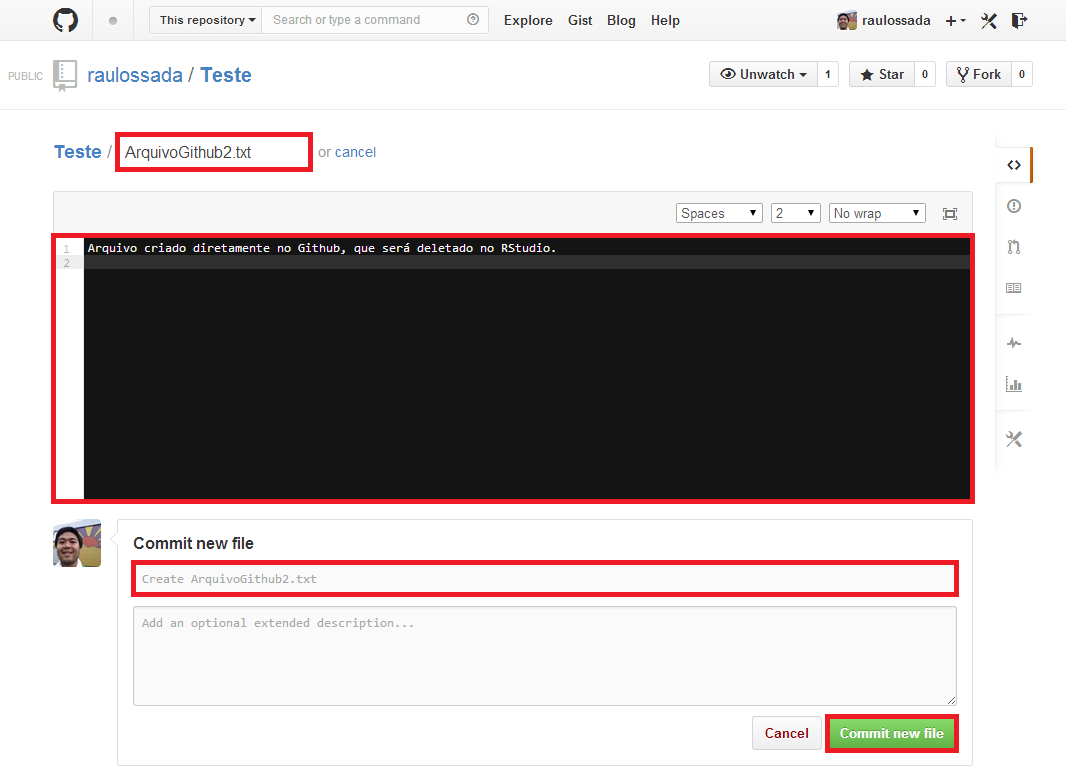 This repository Search or type a command Explore Gist Blog Help raulossada
PUBLIC raulossada / Teste Unwatch 1 Star 0 Fork 0
Teste / ArquivoGithub2.txt or cancel
Spaces 2 No wrap
1 Arquivo criado diretamente no Github, que será deletado no RStudio.
2
Commit new file
Create ArquivoGithub2.txt
Add an optional extended description...
Cancel Commit new file